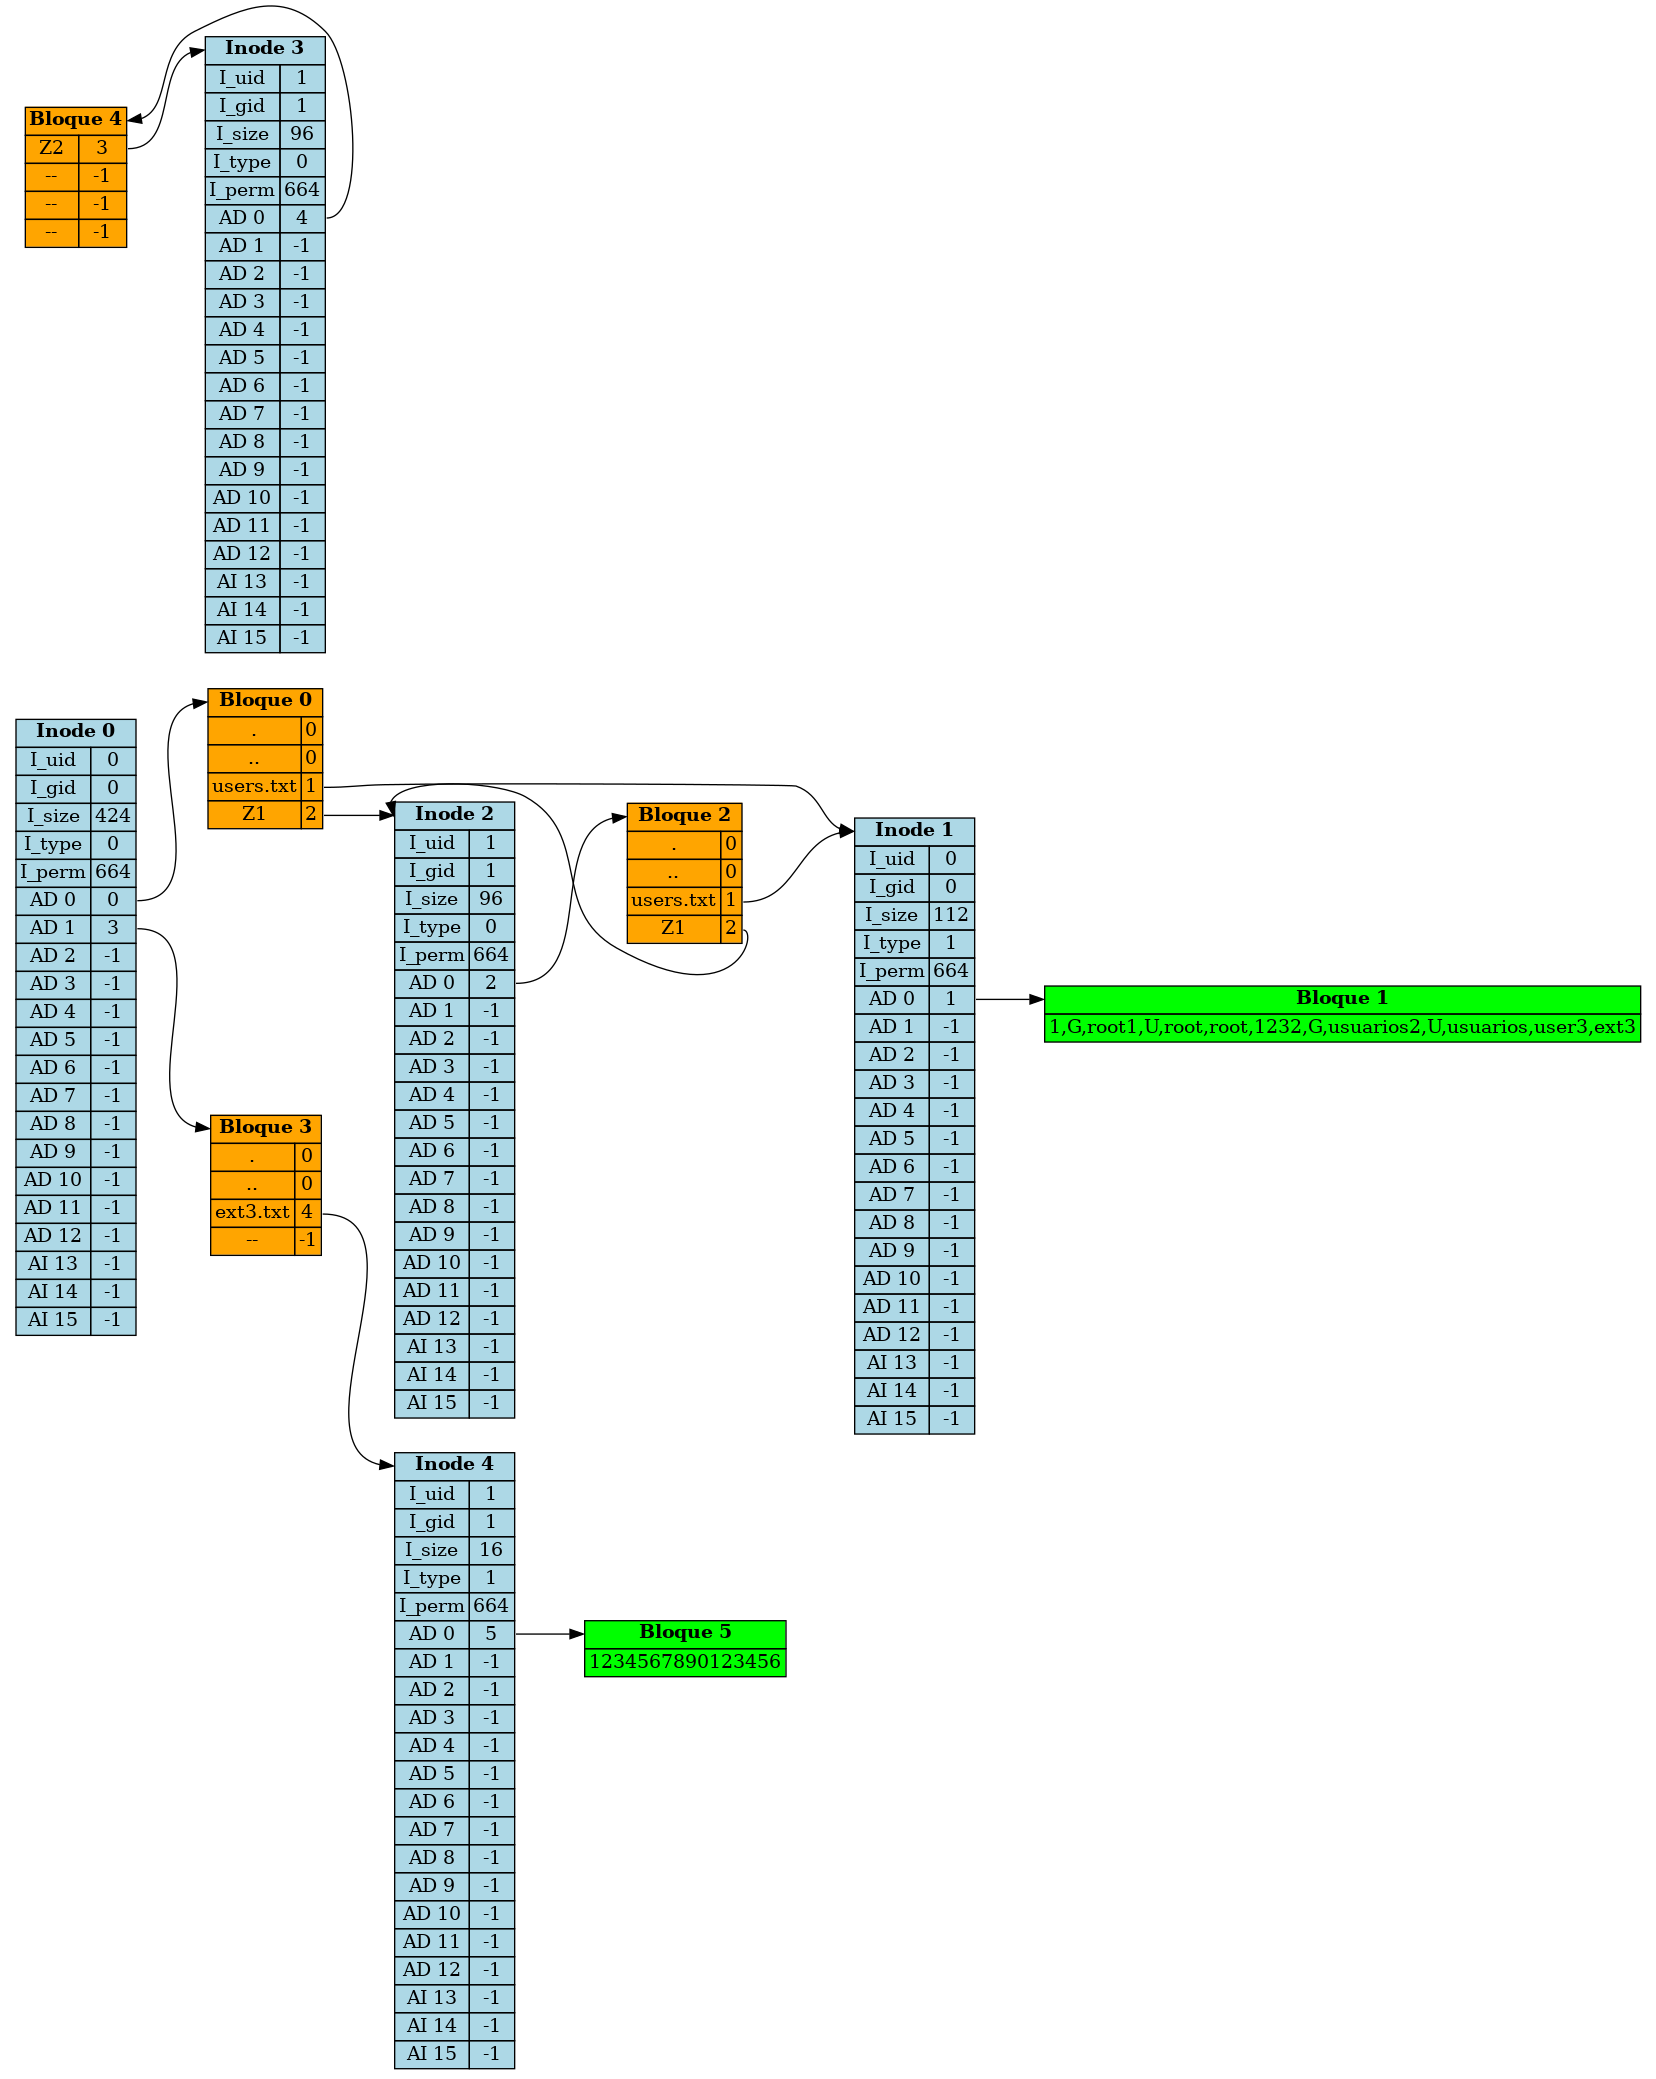 Inode 3
I_uid 1
I_gid 1
I_size 96
I_type 0
I_perm 664
AD 0 4
AD 1 -1
AD 2 -1
AD 3 -1
AD 4 -1
AD 5 -1
AD 6 -1
AD 7 -1
AD 8 -1
AD 9 -1
AD 10 -1
AD 11 -1
AD 12 -1
AI 13 -1
AI 14 -1
AI 15 -1
Bloque 4
Z2 3
-- -1
-- -1
-- -1
Inode 0
I_uid 0
I_gid 0
I_size 424
I_type 0
I_perm 664
AD 0 0
AD 1 3
AD 2 -1
AD 3 -1
AD 4 -1
AD 5 -1
AD 6 -1
AD 7 -1
AD 8 -1
AD 9 -1
AD 10 -1
AD 11 -1
AD 12 -1
AI 13 -1
AI 14 -1
AI 15 -1
Bloque 0
. 0
.. 0
users.txt 1
Z1 2
Bloque 3
. 0
.. 0
ext3.txt 4
-- -1
Inode 2
I_uid 1
I_gid 1
I_size 96
I_type 0
I_perm 664
AD 0 2
AD 1 -1
AD 2 -1
AD 3 -1
AD 4 -1
AD 5 -1
AD 6 -1
AD 7 -1
AD 8 -1
AD 9 -1
AD 10 -1
AD 11 -1
AD 12 -1
AI 13 -1
AI 14 -1
AI 15 -1
Bloque 2
. 0
.. 0
users.txt 1
Z1 2
Inode 1
I_uid 0
I_gid 0
I_size 112
I_type 1
I_perm 664
AD 0 1
AD 1 -1
AD 2 -1
AD 3 -1
AD 4 -1
AD 5 -1
AD 6 -1
AD 7 -1
AD 8 -1
AD 9 -1
AD 10 -1
AD 11 -1
AD 12 -1
AI 13 -1
AI 14 -1
AI 15 -1
Bloque 1
1,G,root1,U,root,root,1232,G,usuarios2,U,usuarios,user3,ext3
Inode 4
I_uid 1
I_gid 1
I_size 16
I_type 1
I_perm 664
AD 0 5
AD 1 -1
AD 2 -1
AD 3 -1
AD 4 -1
AD 5 -1
AD 6 -1
AD 7 -1
AD 8 -1
AD 9 -1
AD 10 -1
AD 11 -1
AD 12 -1
AI 13 -1
AI 14 -1
AI 15 -1
Bloque 5
1234567890123456